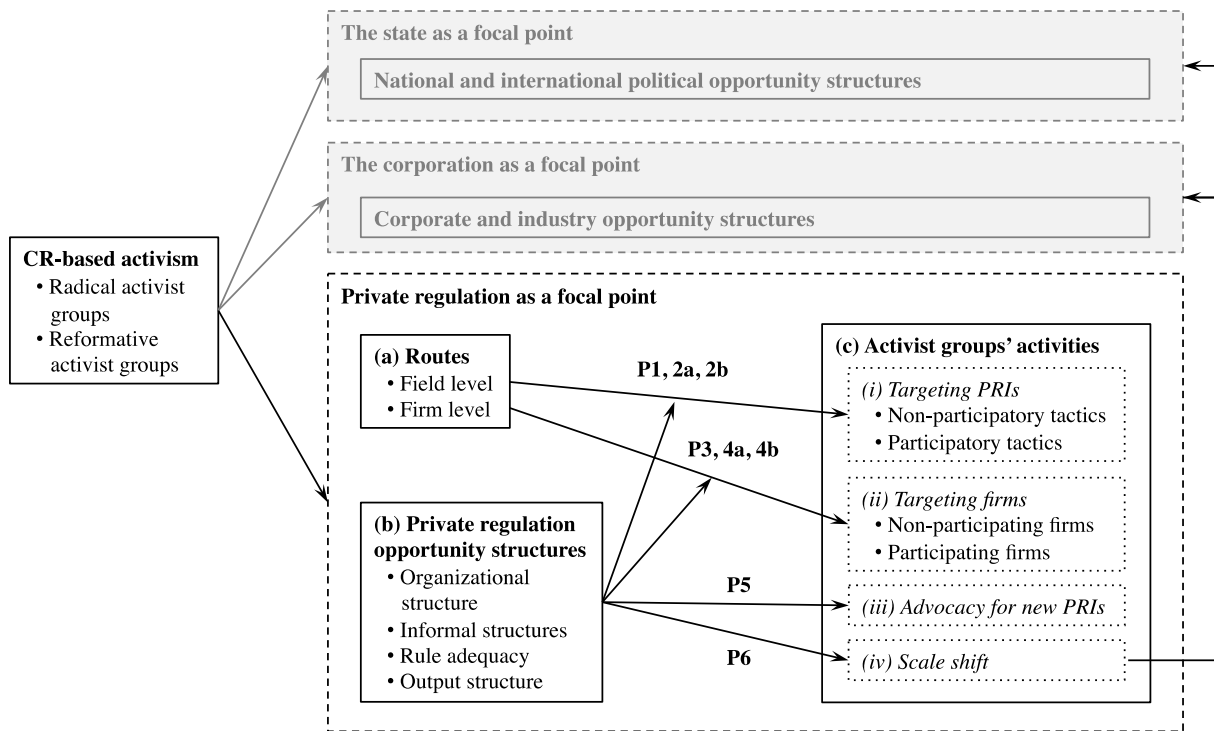 The state as a focal point
National and international political opportunity structures
The corporation as a focal point
Corporate and industry opportunity structures
CR-based activism
• Radical activist
groups
• Reformative
activist groups
Private regulation as a focal point
(a) Routes
• Field level
• Firm level
P1, 2a, 2b
P3, 4a, 4b
(b) Private regulation
opportunity structures
• Organizational
structure
• Informal structures
• Rule adequacy
• Output structure
P5
P6
(c) Activist groups’ activities
(i) Targeting PRIs
• Non-participatory tactics
• Participatory tactics
(ii) Targeting firms
• Non-participating firms
• Participating firms
(iii) Advocacy for new PRIs
(iv) Scale shift